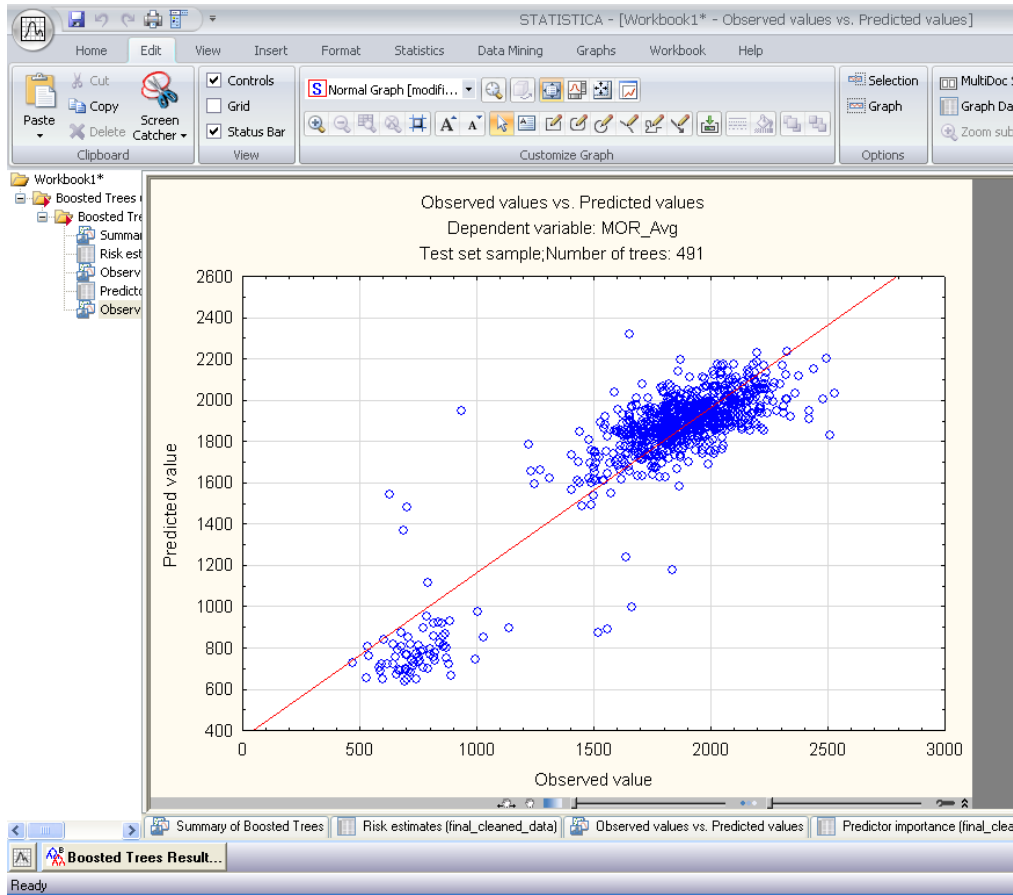 STATISTICA - [Workbook1* - Observed values vs. Predicted values]
Home Edit View Insert Format Statistics Data Mining Graphs Workbook Help
Paste
Cut
Copy
Delete
Screen Catcher
Clipboard
Controls
Grid
Status Bar
View
Normal Graph [modifi...
Customize Graph
Selection
Graph
Options
MultiDoc
Graph Da
Zoom sub
Workbook1*
Boosted Trees
Boosted Tre
Summar
Risk est
Observ
Predicto
Observ
Observed values vs. Predicted values
Dependent variable: MOR_Avg
Test set sample;Number of trees: 491
2600
2400
2200
2000
1800
1600
1400
1200
1000
800
600
400
Predicted value
0 500 1000 1500 2000 2500 3000
Observed value
Summary of Boosted Trees Risk estimates (final_cleaned_data) Observed values vs. Predicted values Predictor importance (final_clea
Boosted Trees Result...
Ready